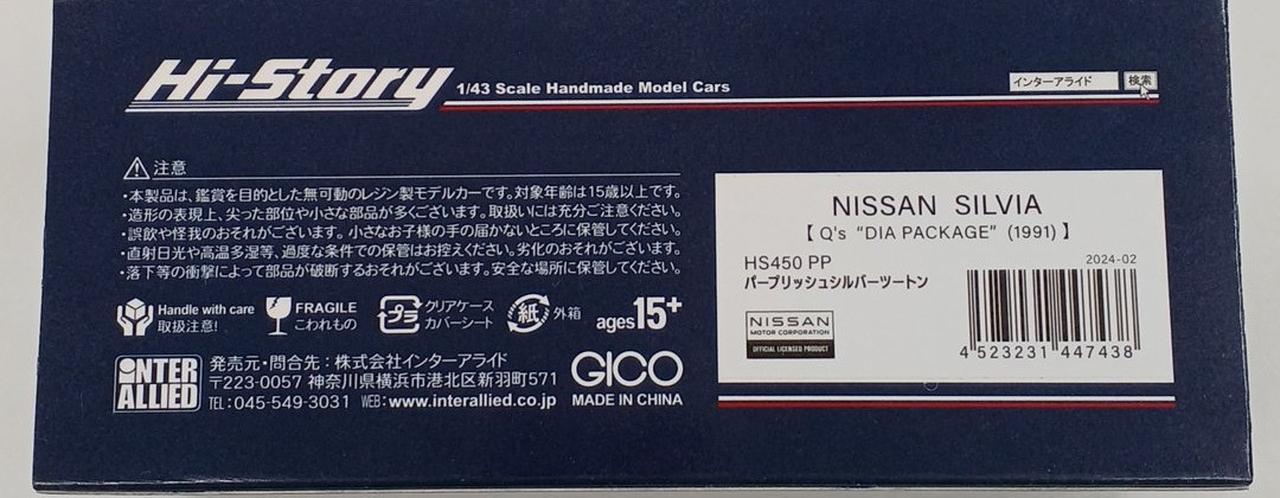 Hi-Story 1/43 Scale Handmade Model Cars
インターアライド 検索
注意
・本製品は、鑑賞を目的とした無可動のレジン製モデルカーです。対象年齢は15歳以上です。
・造形の表現上、尖った部位や小さな部品が多くございます。取扱いには充分ご注意ください。
・誤飲や怪我のおそれがございます。小さなお子様の手の届かないところに保管してください。
・直射日光や高温多湿等、過度な条件での保管はお控えください。劣化のおそれがございます。
・落下等の衝撃によって部品が破断するおそれがございます。安全な場所に保管してください。
Handle with care
取扱注意!
FRAGILE
こわれもの
プラ
クリアケース
カバーシート
紙
外箱
ages15+
INTER
ALLIED
発売元・問合先：株式会社インターアライド
〒223-0057 神奈川県横浜市港北区新羽町571
TEL：045-549-3031 WEB：www.interallied.co.jp
GICO
MADE IN CHINA
NISSAN SILVIA
【 Q's “DIA PACKAGE” (1991) 】
HS450 PP
パープリッシュシルバーツートン
2024-02
NISSAN
MOTOR CORPORATION
OFFICIAL LICENSED PRODUCT
4 523231 447438